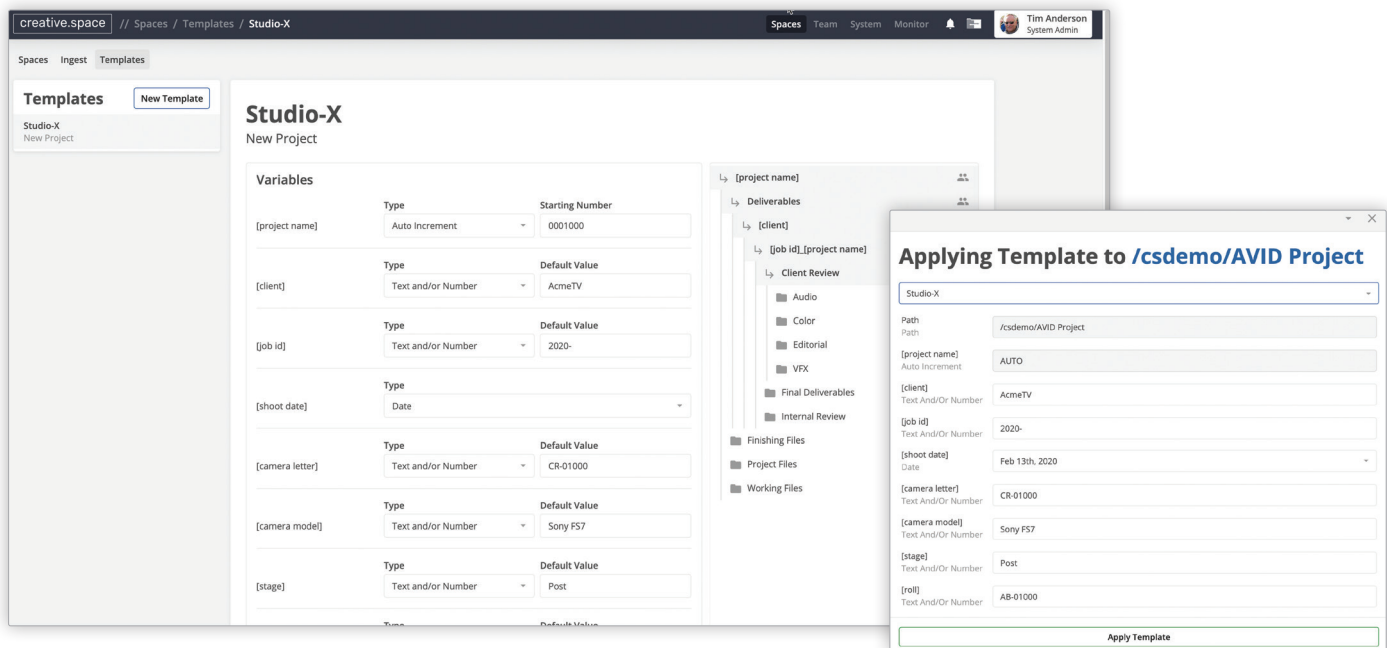 creative.space // Spaces / Templates / Studio-X
Spaces Team System Monitor
Tim Anderson
System Admin
Spaces Ingest Templates
Templates New Template
Studio-X
New Project
Studio-X
New Project
Variables
Type Starting Number
[project name] Auto Increment 0001000
Type Default Value
[client] Text and/or Number AcmeTV
Type Default Value
[job id] Text and/or Number 2020-
Type
[shoot date] Date
Type Default Value
[camera letter] Text and/or Number CR-01000
Type Default Value
[camera model] Text and/or Number Sony FS7
Type Default Value
[stage] Text and/or Number Post
Type Default Value
[project name]
Deliverables
[client]
[job id]_[project name]
Client Review
Audio
Color
Editorial
VFX
Final Deliverables
Internal Review
Finishing Files
Project Files
Working Files
Applying Template to /csdemo/AVID Project
Studio-X
Path
Path
/csdemo/AVID Project
[project name]
Auto Increment
AUTO
[client]
Text And/Or Number
AcmeTV
[job id]
Text And/Or Number
2020-
[shoot date]
Date
Feb 13th, 2020
[camera letter]
Text And/Or Number
CR-01000
[camera model]
Text And/Or Number
Sony FS7
[stage]
Text And/Or Number
Post
[roll]
Text And/Or Number
AB-01000
Apply Template